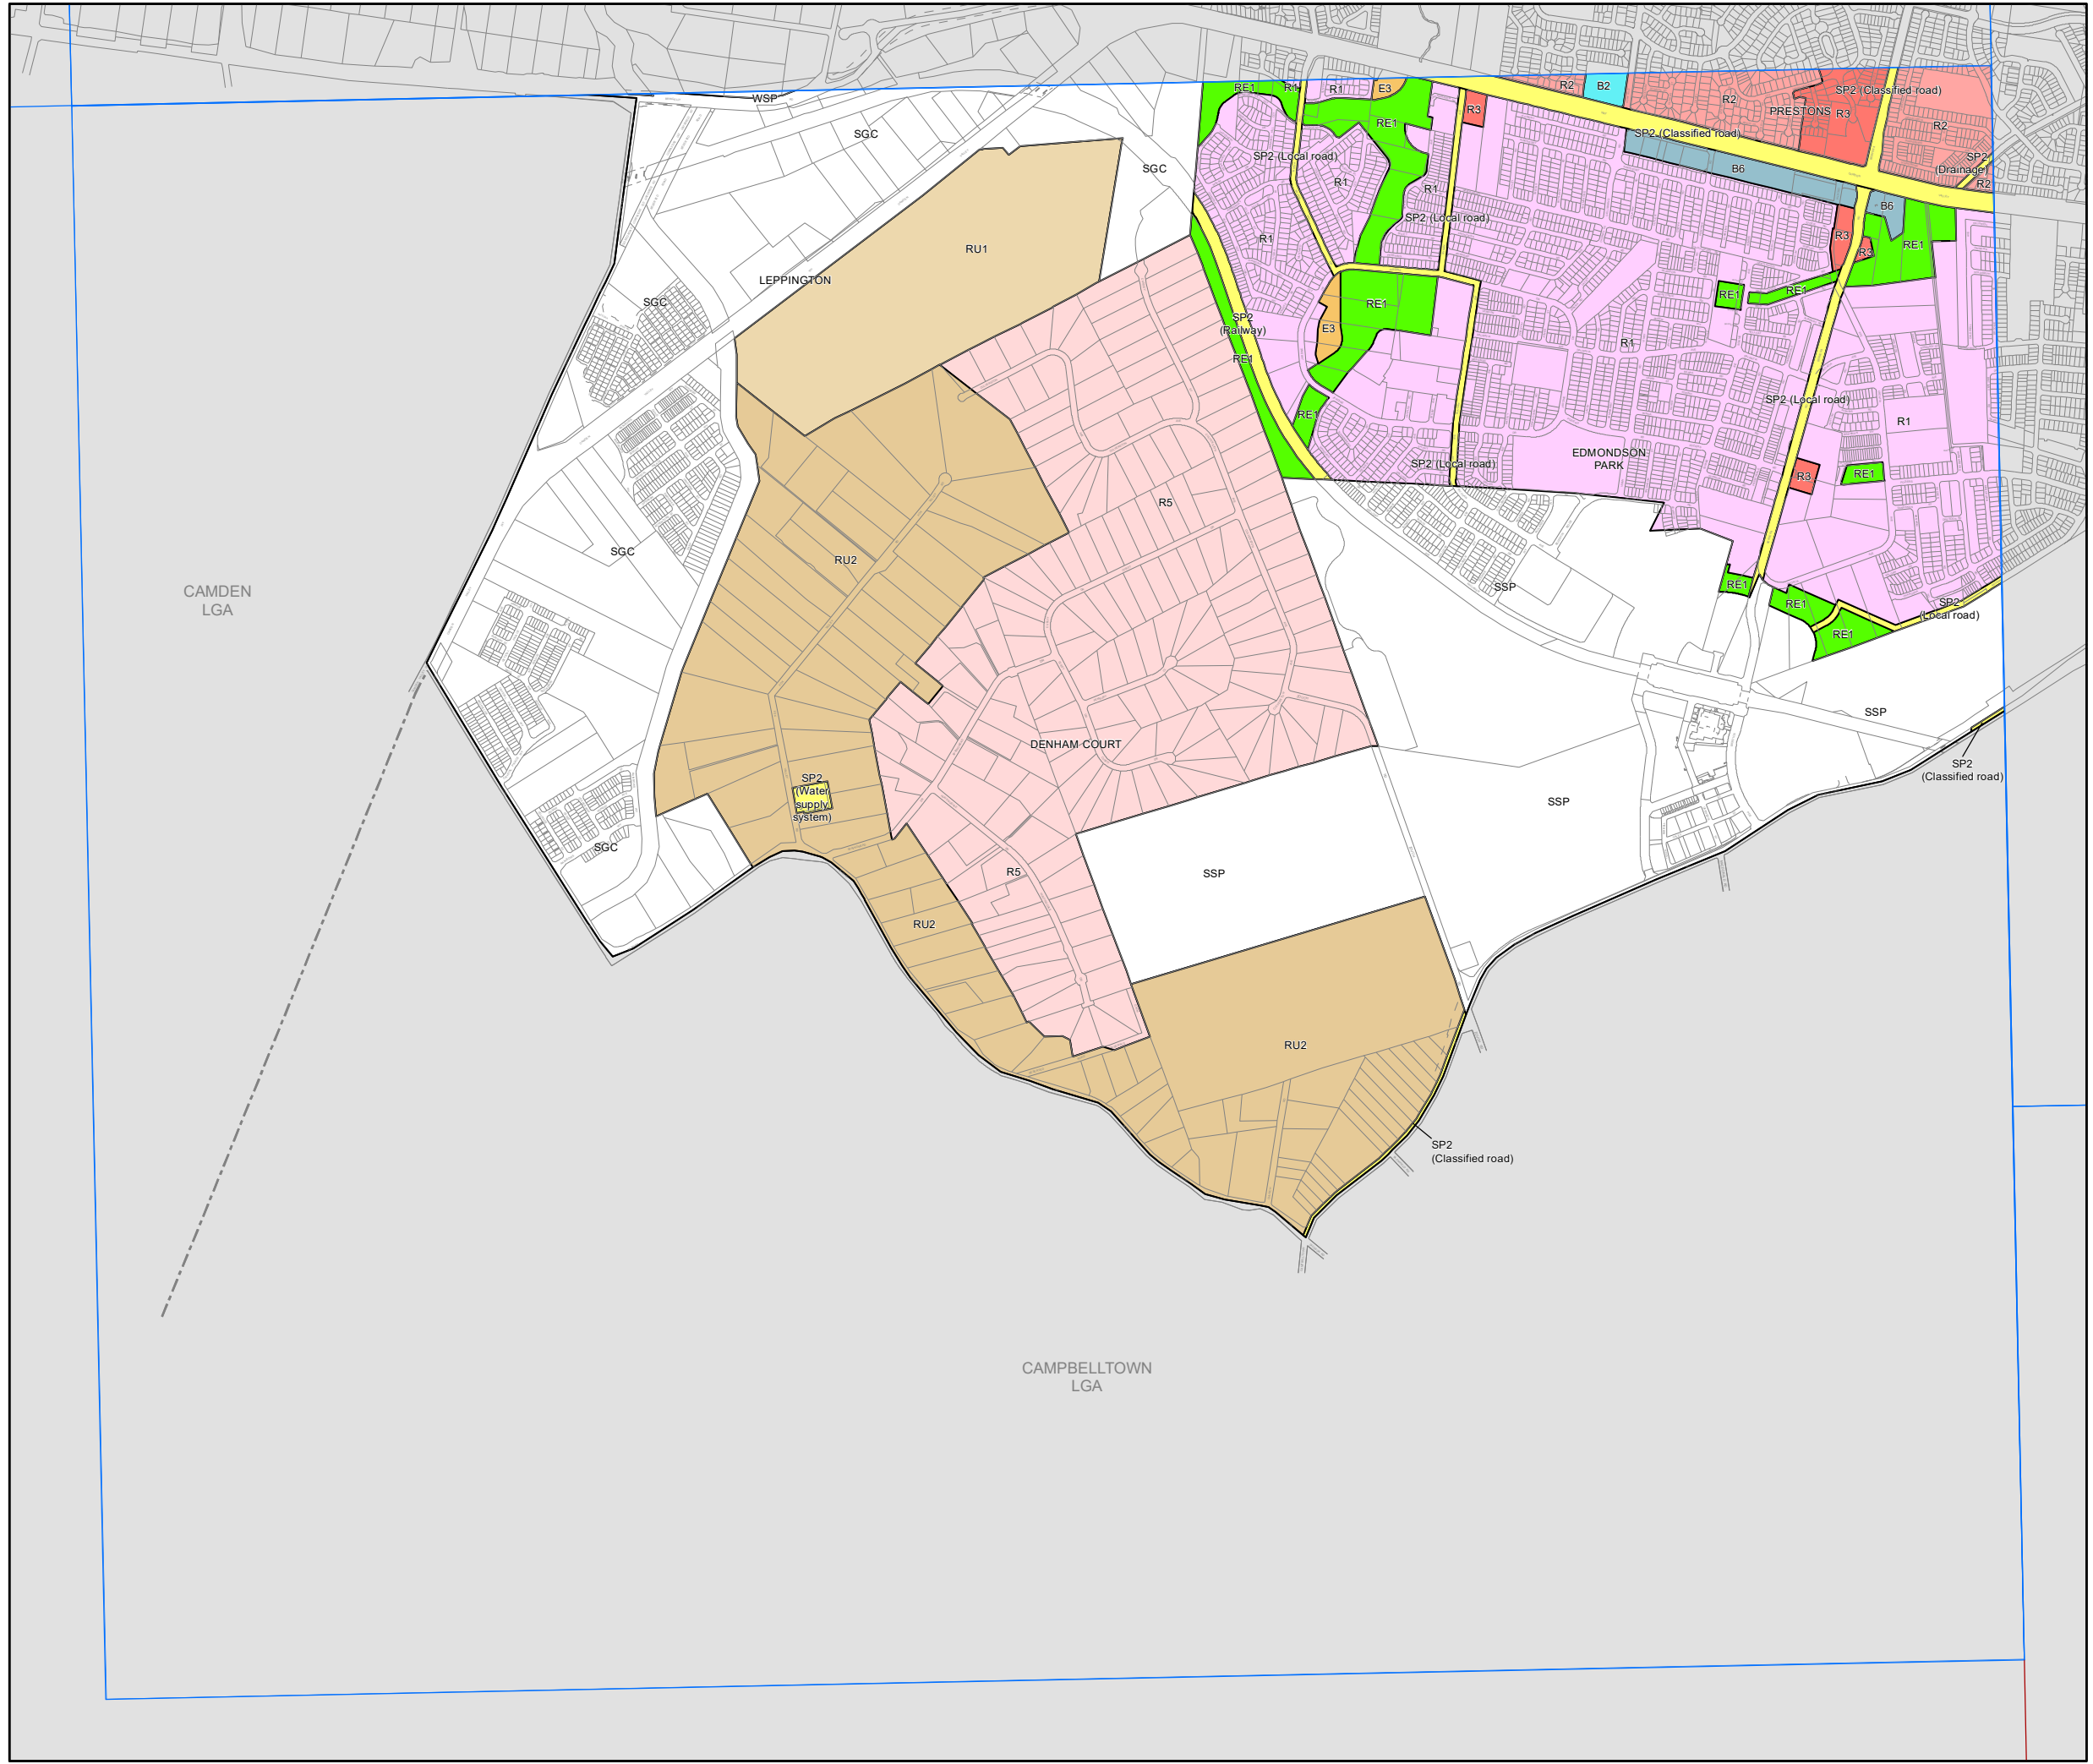 RE1
R1
R1
E3
R2
B2
SP2 (Classified road)
WSP
R2
R3
PRESTONS
R3
RE1
SGC
SP2 (Classified road)
R2
SP2 (Local road)
SP2
(Drainage)
SGC
B6
R1
R1
R2
B6
SP2 (Local road)
R1
R3
RE1
RU1
R3
LEPPINGTON
RE1
RE1
SGC
RE1
SP2
(Railway)
E3
R1
RE1
SP2 (Local road)
RE1
R1
EDMONDSON
PARK
SP2 (Local road)
RE1
R3
R5
SGC
RU2
SSP
RE1
CAMDEN
LGA
RE1
SP2
(Local road)
RE1
SSP
DENHAM COURT
SP2
(Classified road)
SP2
(Water
supply
system)
SSP
SGC
R5
SSP
RU2
RU2
SP2
(Classified road)
CAMPBELLTOWN
LGA